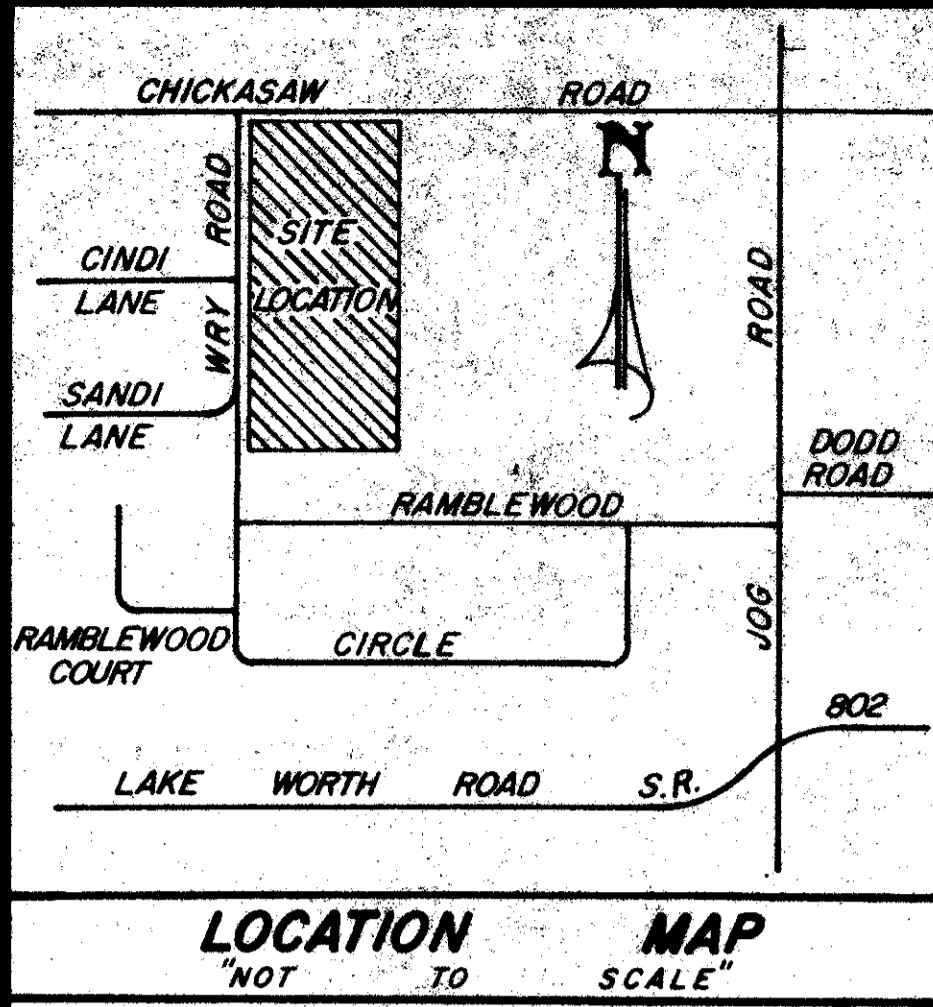 CHICKASAW ROAD
N
WRY ROAD
SITE
LOCATION
CINDI
LANE
SANDI
LANE
JOG ROAD
DODD
ROAD
RAMBLEWOOD
CIRCLE
RAMBLEWOOD
COURT
802
LAKE WORTH ROAD S.R.
LOCATION MAP
"NOT TO SCALE"